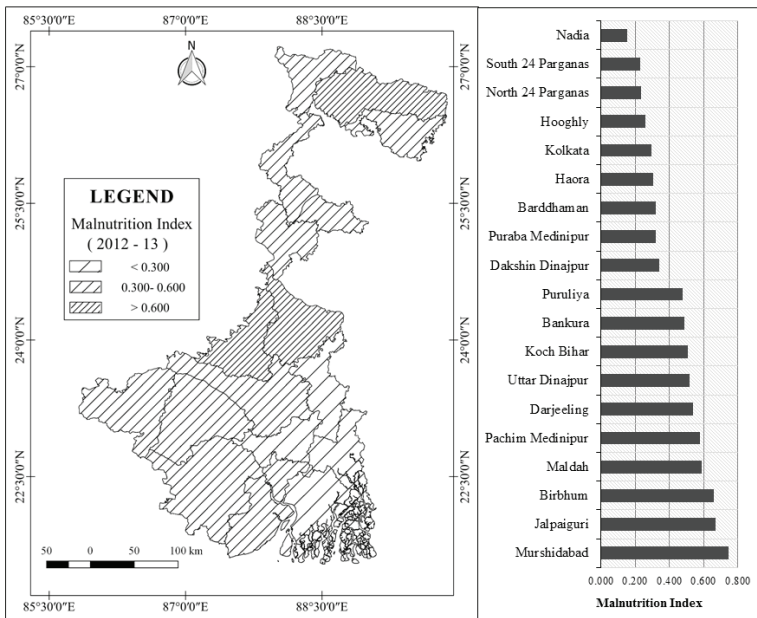 85°30'0"E 87°0'0"E 88°30'0"E
N
27°0'0"N 27°0'0"N
25°30'0"N 25°30'0"N
24°0'0"N 24°0'0"N
22°30'0"N 22°30'0"N
LEGEND
Malnutrition Index
( 2012 - 13 )
< 0.300
0.300- 0.600
> 0.600
50 0 50 100 km
85°30'0"E 87°0'0"E 88°30'0"E
Nadia
South 24 Parganas
North 24 Parganas
Hooghly
Kolkata
Haora
Barddhaman
Puraba Medinipur
Dakshin Dinajpur
Puruliya
Bankura
Koch Bihar
Uttar Dinajpur
Darjeeling
Pachim Medinipur
Maldah
Birbhum
Jalpaiguri
Murshidabad
0.000 0.200 0.400 0.600 0.800
Malnutrition Index